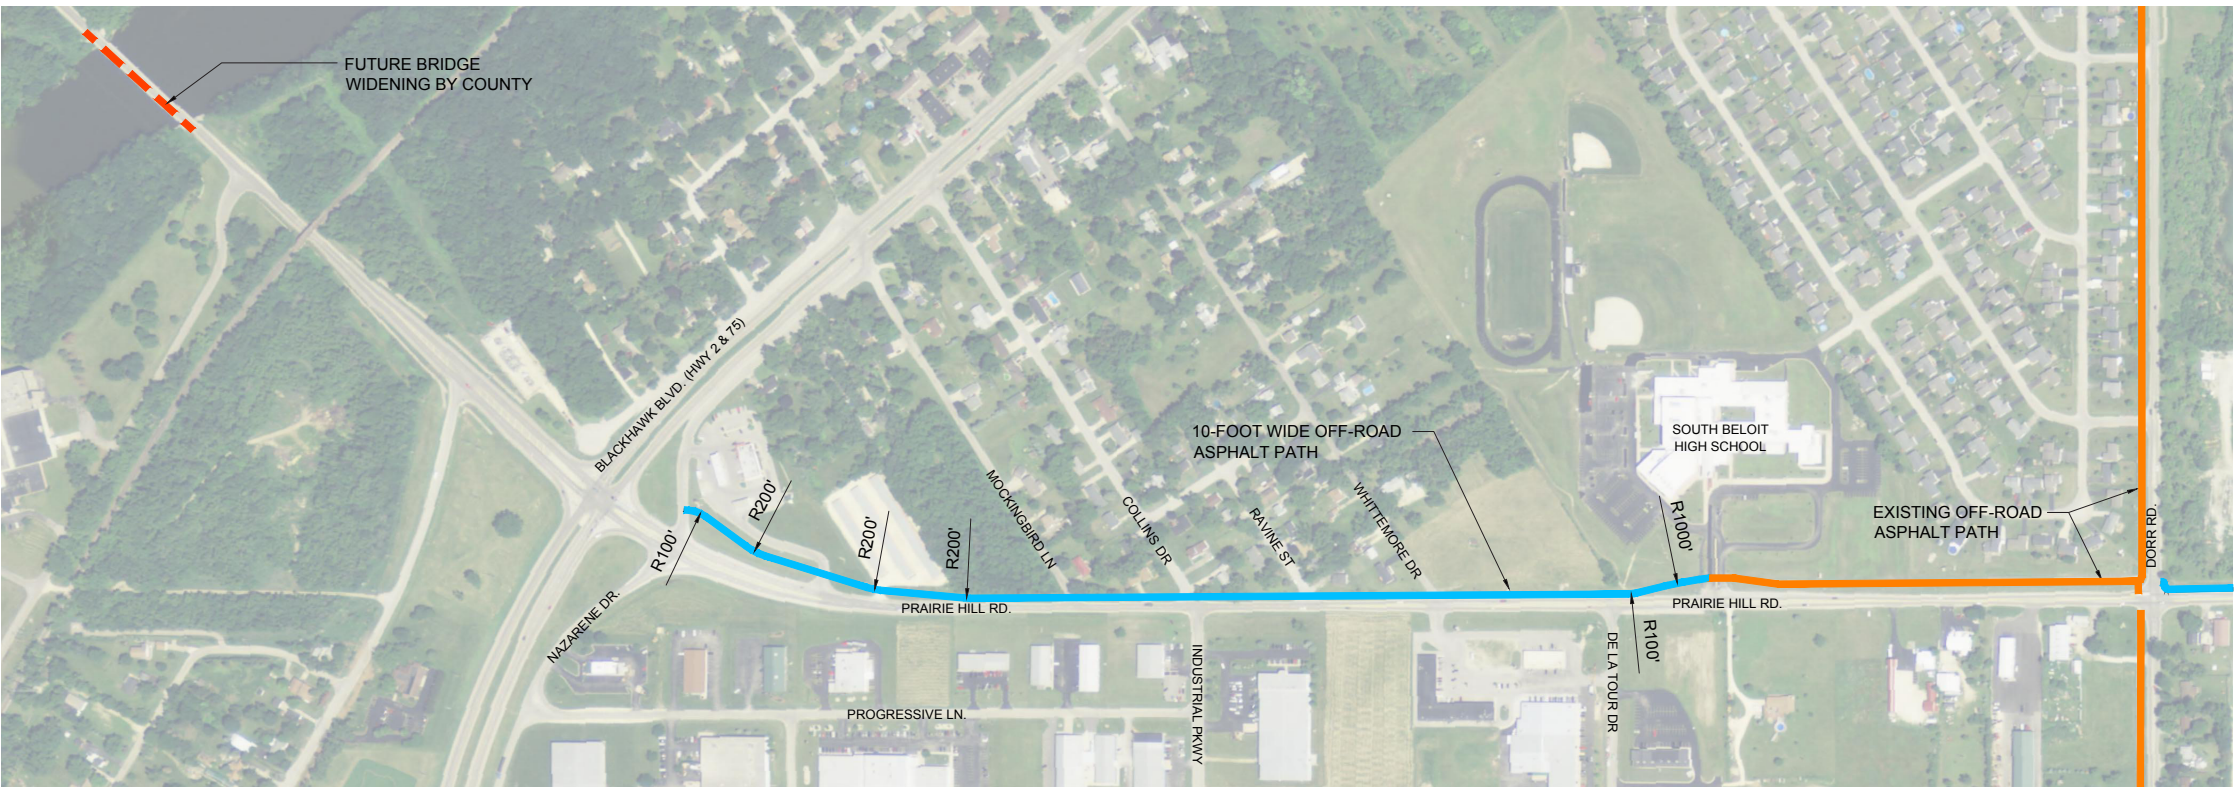 FUTURE BRIDGE
WIDENING BY COUNTY
BLACKHAWK BLVD. (HWY 2 & 75)
10-FOOT WIDE OFF-ROAD
ASPHALT PATH
SOUTH BELOIT
HIGH SCHOOL
EXISTING OFF-ROAD
ASPHALT PATH
DORR RD.
MOCKINGBIRD LN
COLLINS DR
RAVINE ST
WHITTEMORE DR
R100'
R200'
R200'
R200'
R1000'
R100'
NAZARENE DR.
PRAIRIE HILL RD.
PRAIRIE HILL RD.
INDUSTRIAL PKWY
DE LA TOUR DR
PROGRESSIVE LN.